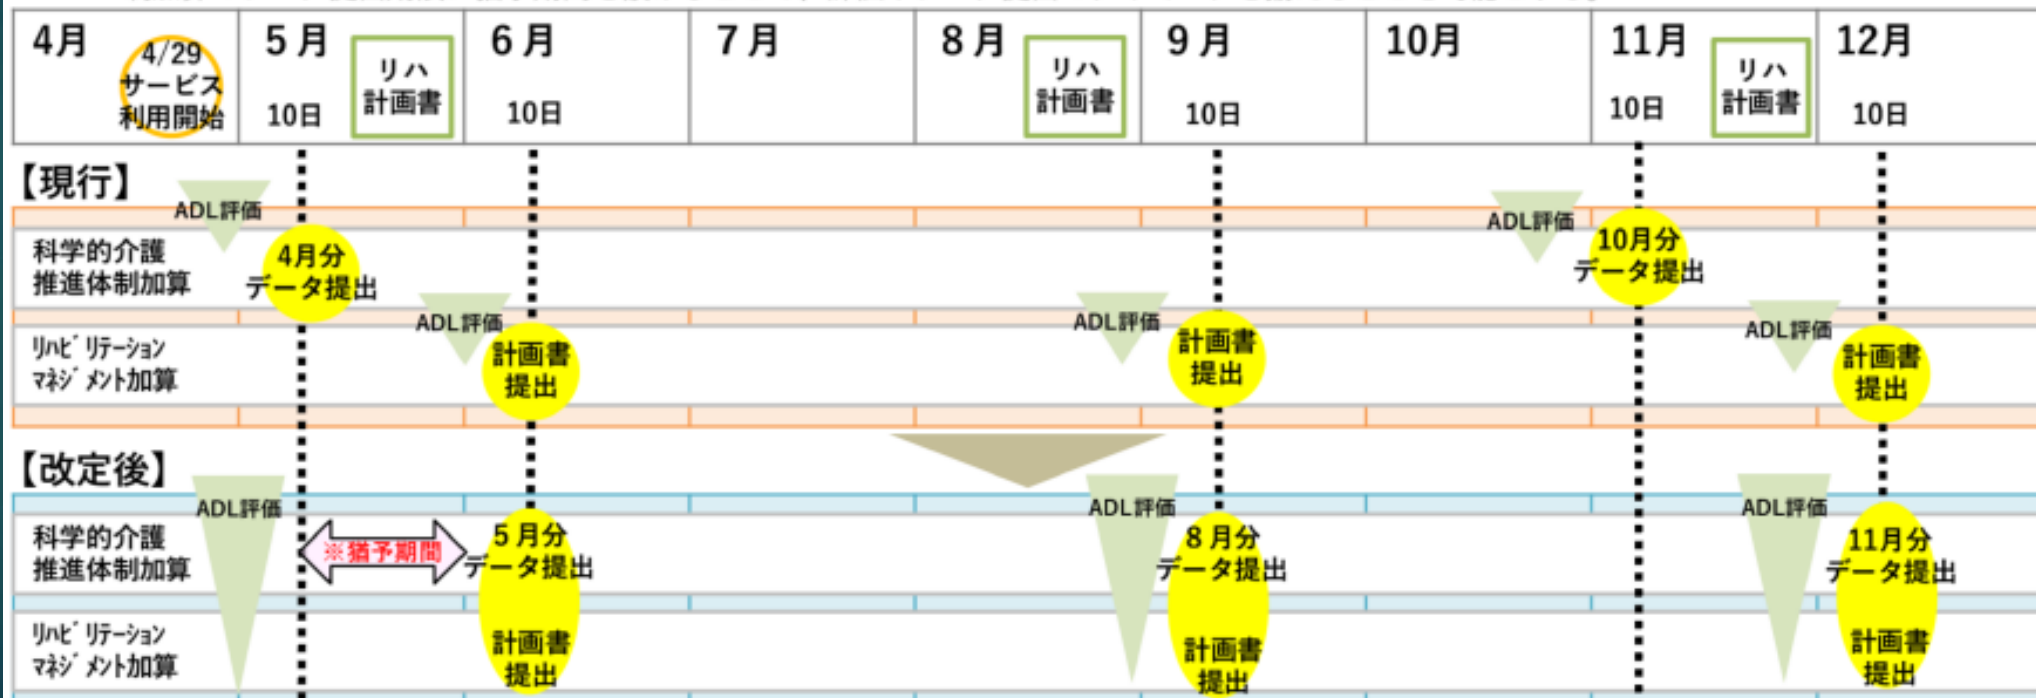 4月
4/29
サービス
利用開始
5月
10日
リハ
計画書
6月
10日
7月
8月
リハ
計画書
9月
10日
10月
11月
10日
リハ
計画書
12月
10日
【現行】
ADL評価
ADL評価
科学的介護
推進体制加算
4月分
データ提出
10月分
データ提出
ADL評価
ADL評価
ADL評価
リハビリテーション
マネジメント加算
計画書
提出
計画書
提出
計画書
提出
【改定後】
ADL評価
ADL評価
ADL評価
科学的介護
推進体制加算
※猶予期間
5月分
データ提出
8月分
データ提出
11月分
データ提出
リハビリテーション
マネジメント加算
計画書
提出
計画書
提出
計画書
提出